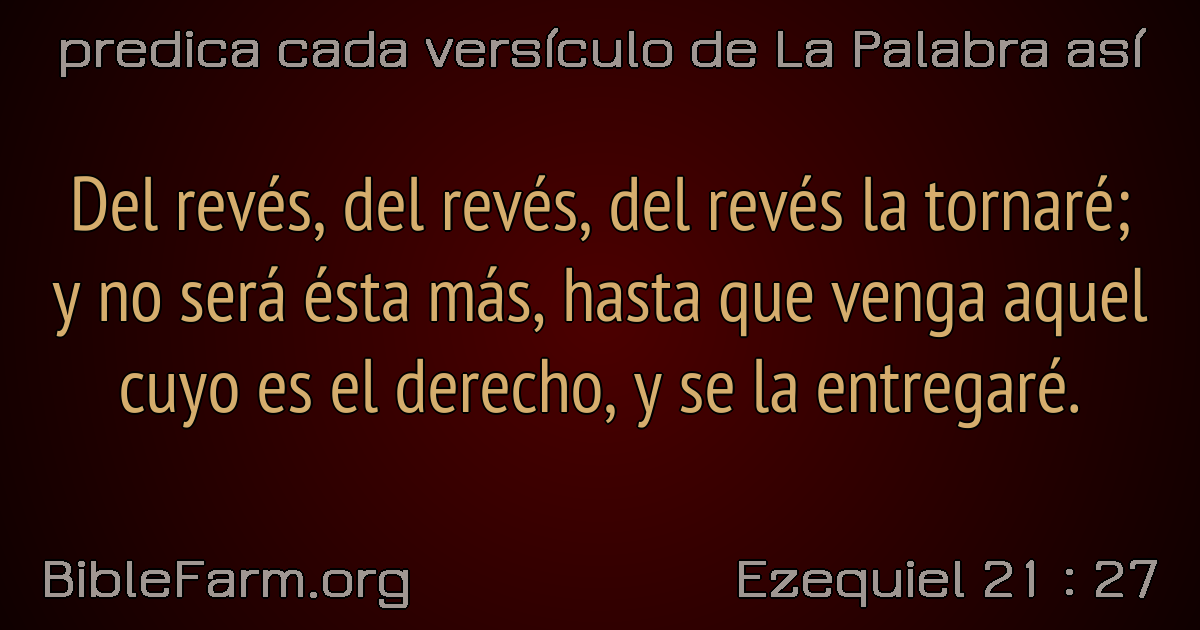 predica cada versículo de La Palabra así
Del revés, del revés, del revés la tornaré;
y no será ésta más, hasta que venga aquel
cuyo es el derecho, y se la entregaré.
BibleFarm.org
Ezequiel 21 : 27